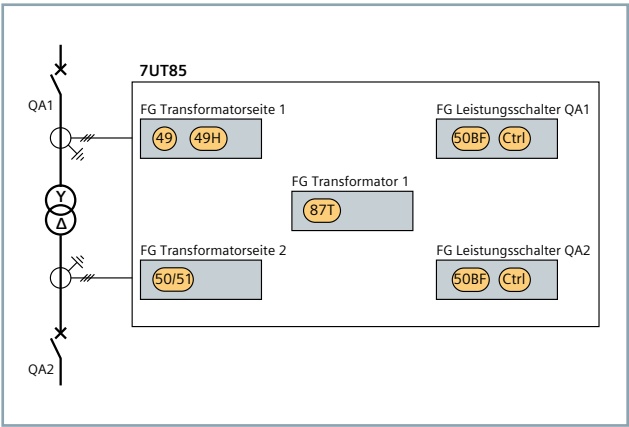 7UT85
QA1
FG Transformatorseite 1
49 49H
FG Leistungsschalter QA1
50BF Ctrl
FG Transformator 1
87T
Y
Δ
FG Transformatorseite 2
50/51
FG Leistungsschalter QA2
50BF Ctrl
QA2